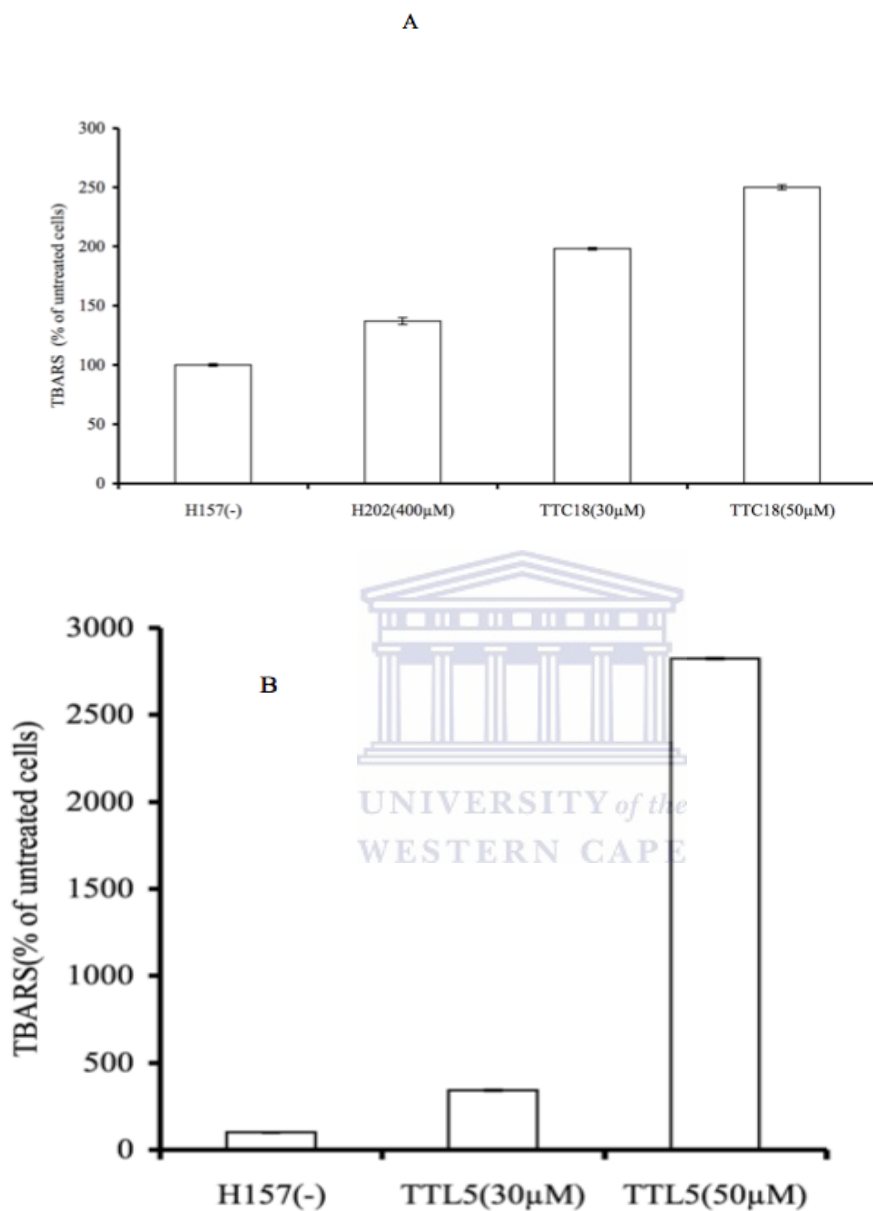 A
300
250
200
150
100
50
0
TBARS (% of untreated cells)
H157(-) H202(400µM) TTC18(30µM) TTC18(50µM)
B
3000
2500
2000
1500
1000
500
0
TBARS(% of untreated cells)
UNIVERSITY of the
WESTERN CAPE
H157(-) TTL5(30µM) TTL5(50µM)